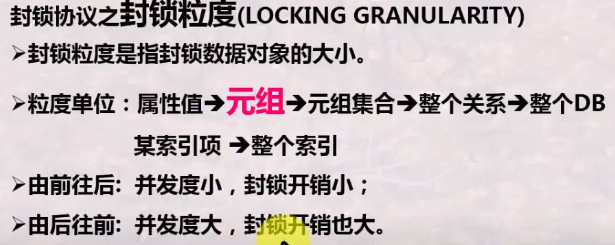 封锁协议之封锁粒度(LOCKING GRANULARITY)
➢封锁粒度是指封锁数据对象的大小。
➢粒度单位：属性值➔元组➔元组集合➔整个关系➔整个DB
某索引项 ➔整个索引
➢由前往后: 并发度小，封锁开销小；
➢由后往前: 并发度大，封锁开销也大。